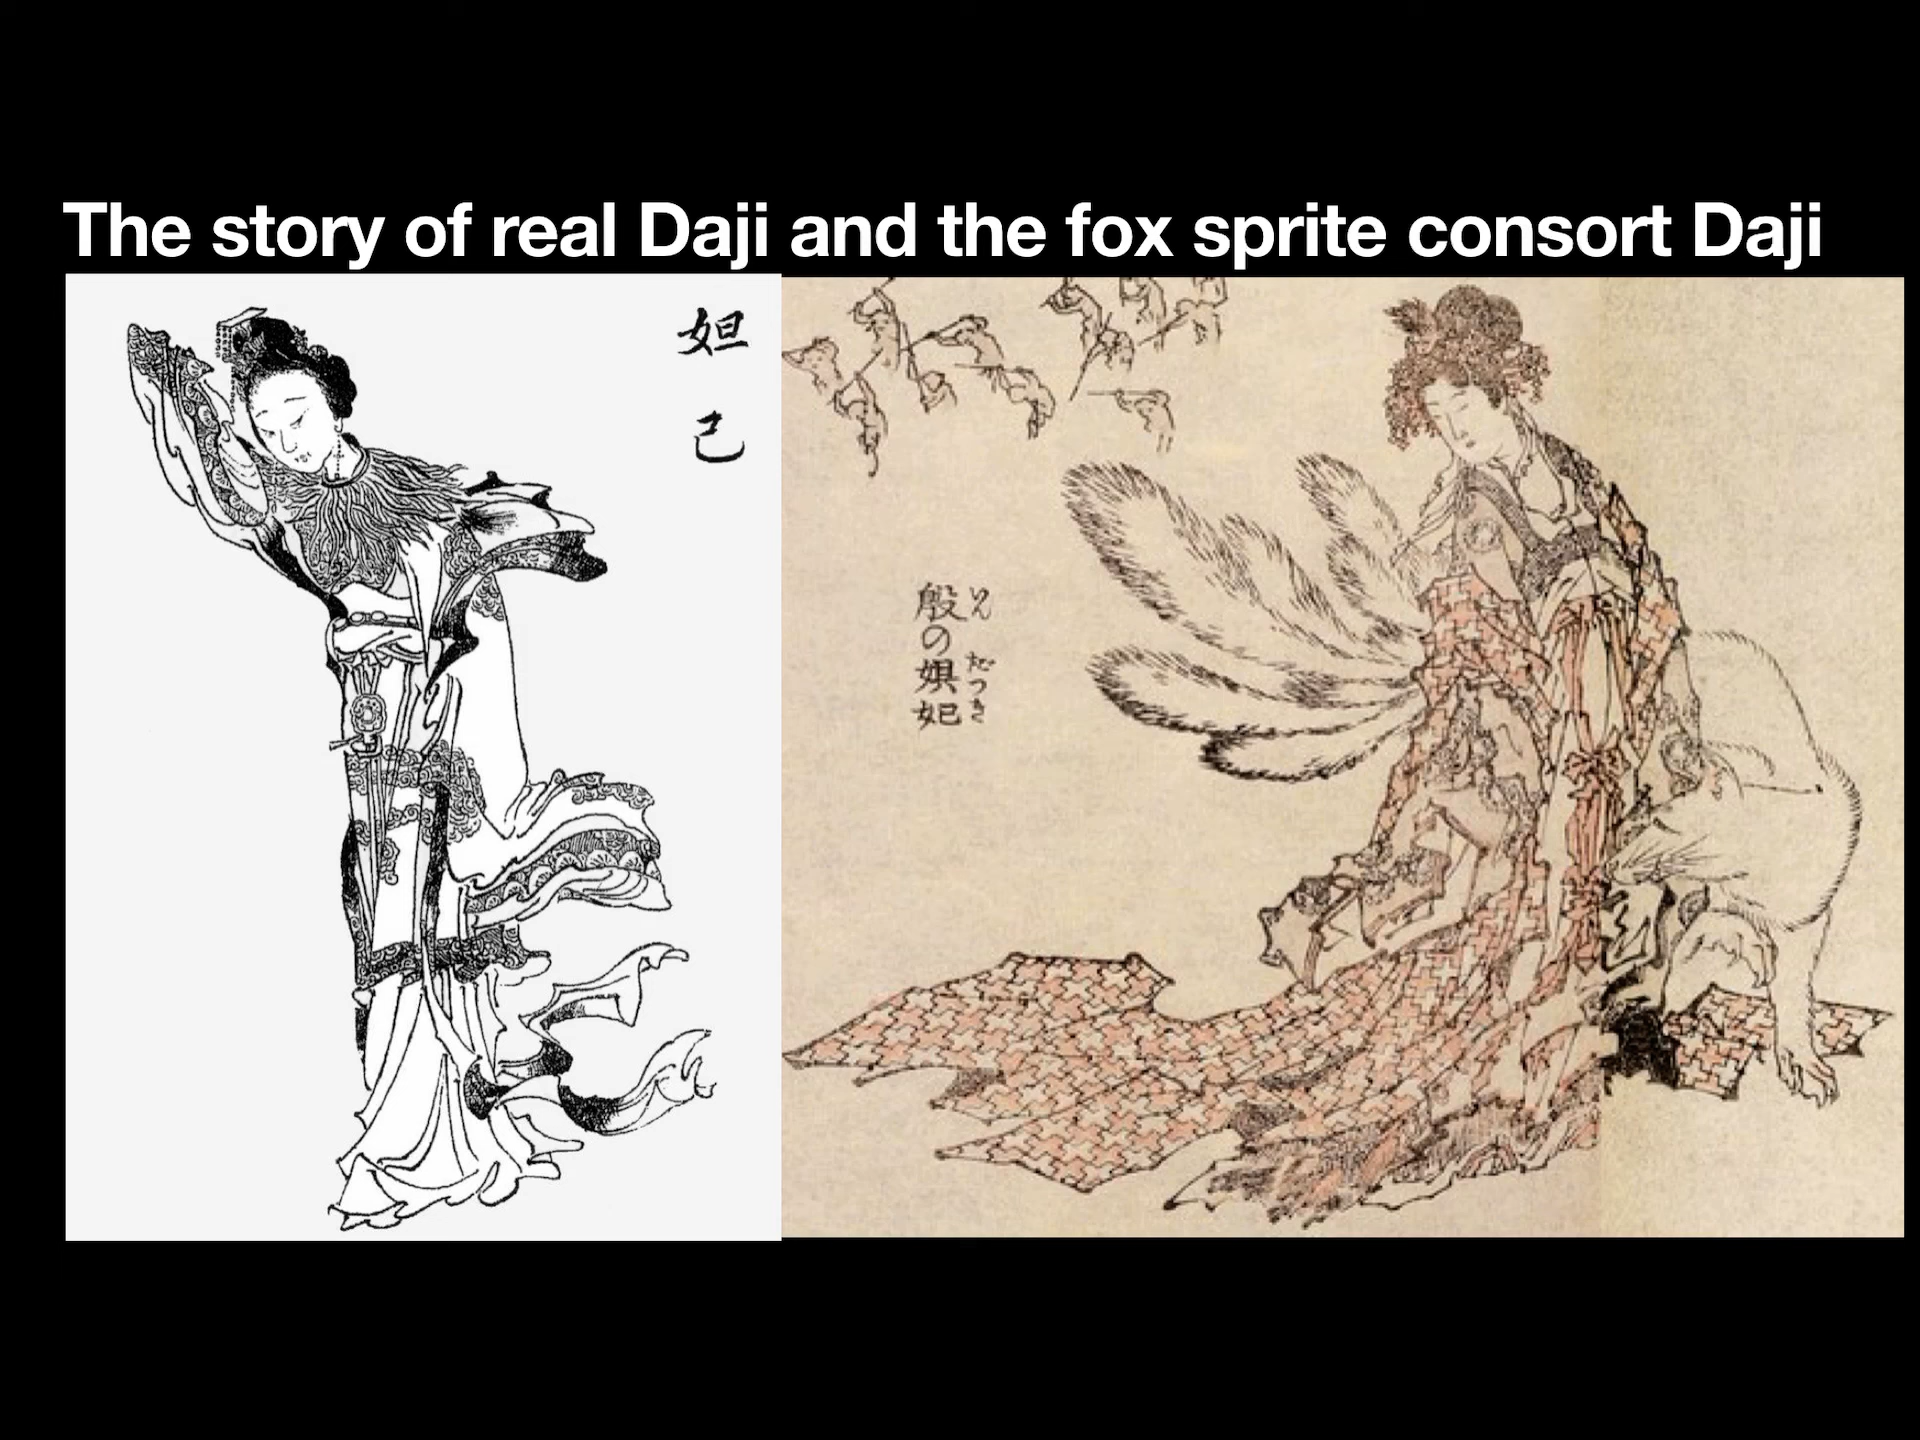 The story of real Daji and the fox sprite consort Daji
妲己
殷の妲妃
いん だつき